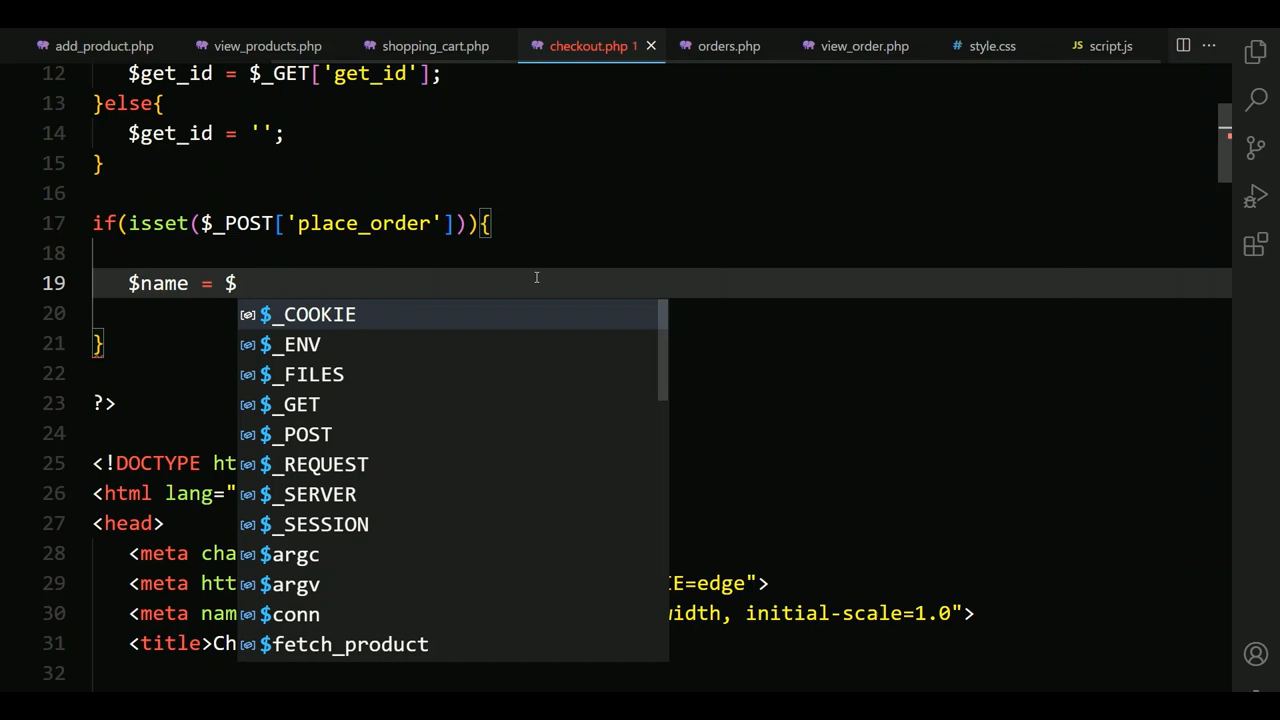 add_product.php view_products.php shopping_cart.php checkout.php 1 orders.php view_order.php style.css JS script.js
12 $get_id = $_GET['get_id'];
13 }else{
14 $get_id = '';
15 }
16
17 if(isset($_POST['place_order'])){
18
19 $name = $
20 $_COOKIE
21 } $_ENV
22 $_FILES
23 ?> $_GET
24 $_POST
25 <!DOCTYPE ht $_REQUEST
26 <html lang=" $_SERVER
27 <head> $_SESSION
28 <meta cha $argc
29 <meta htt $argv IE=edge">
30 <meta nam $conn width, initial-scale=1.0">
31 <title>Ch $fetch_product
32